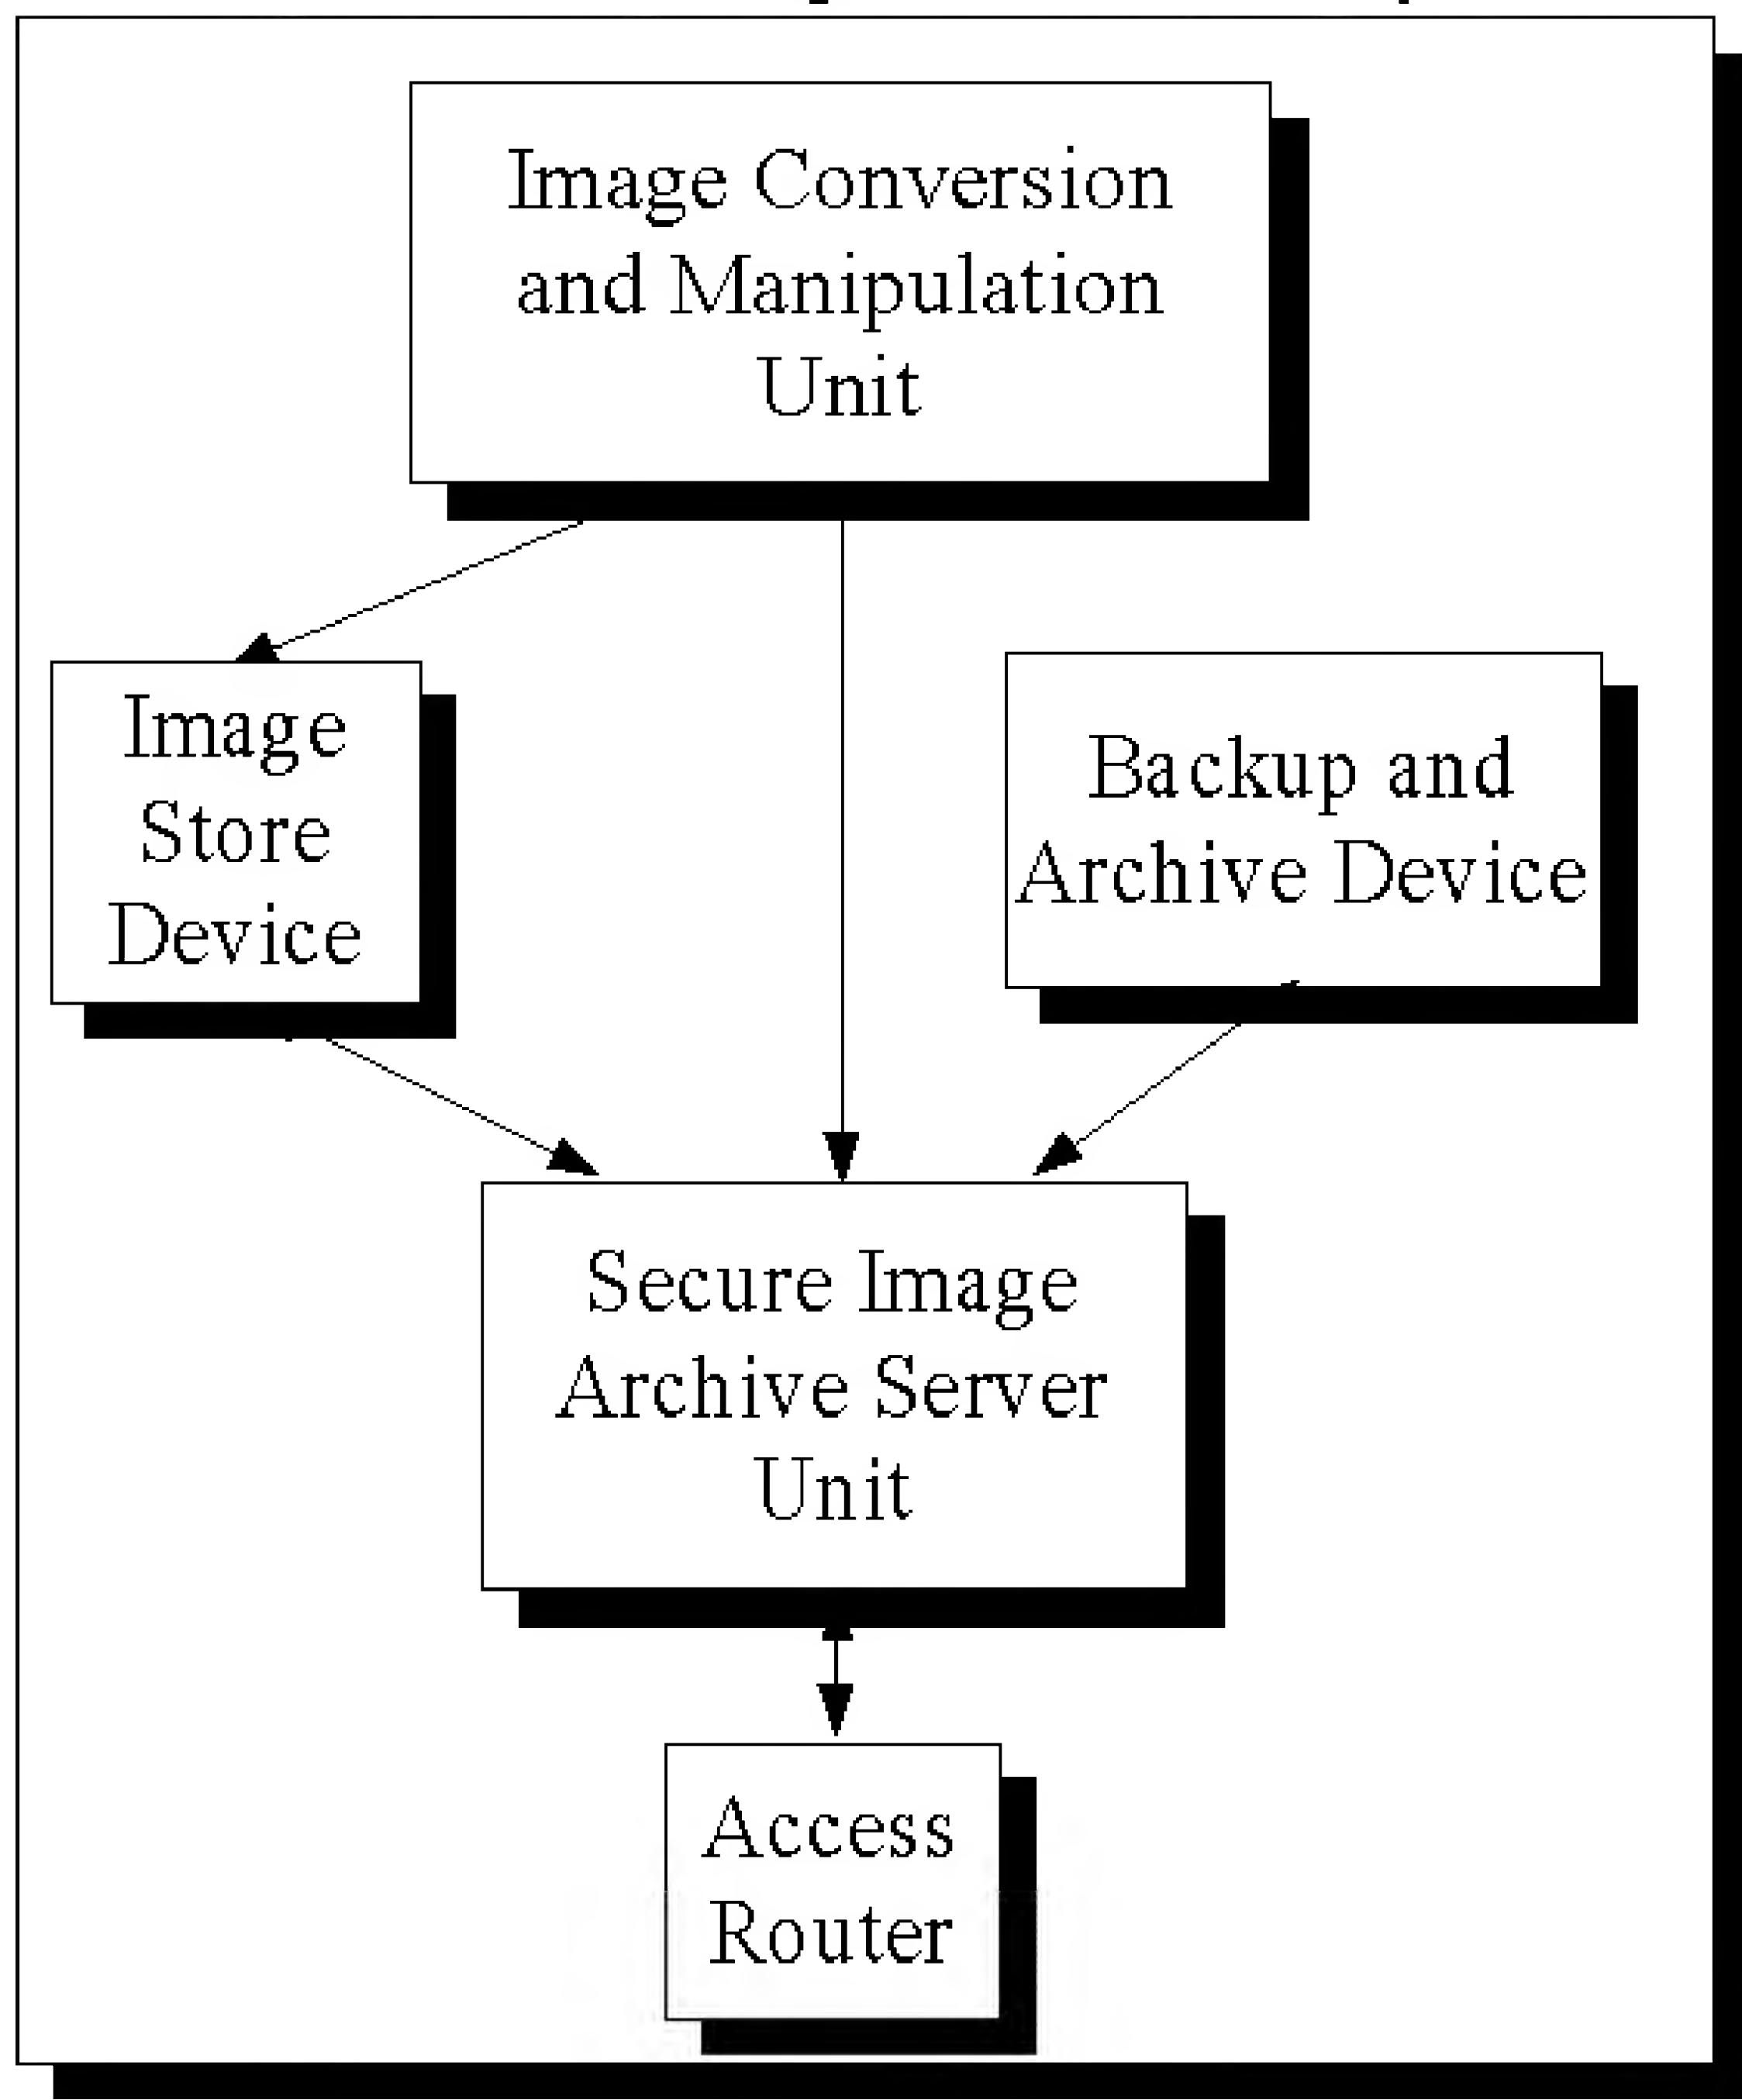 Image Conversion
and Manipulation
Unit
Image
Store
Device
Backup and
Archive Device
Secure Image
Archive Server
Unit
Access
Router